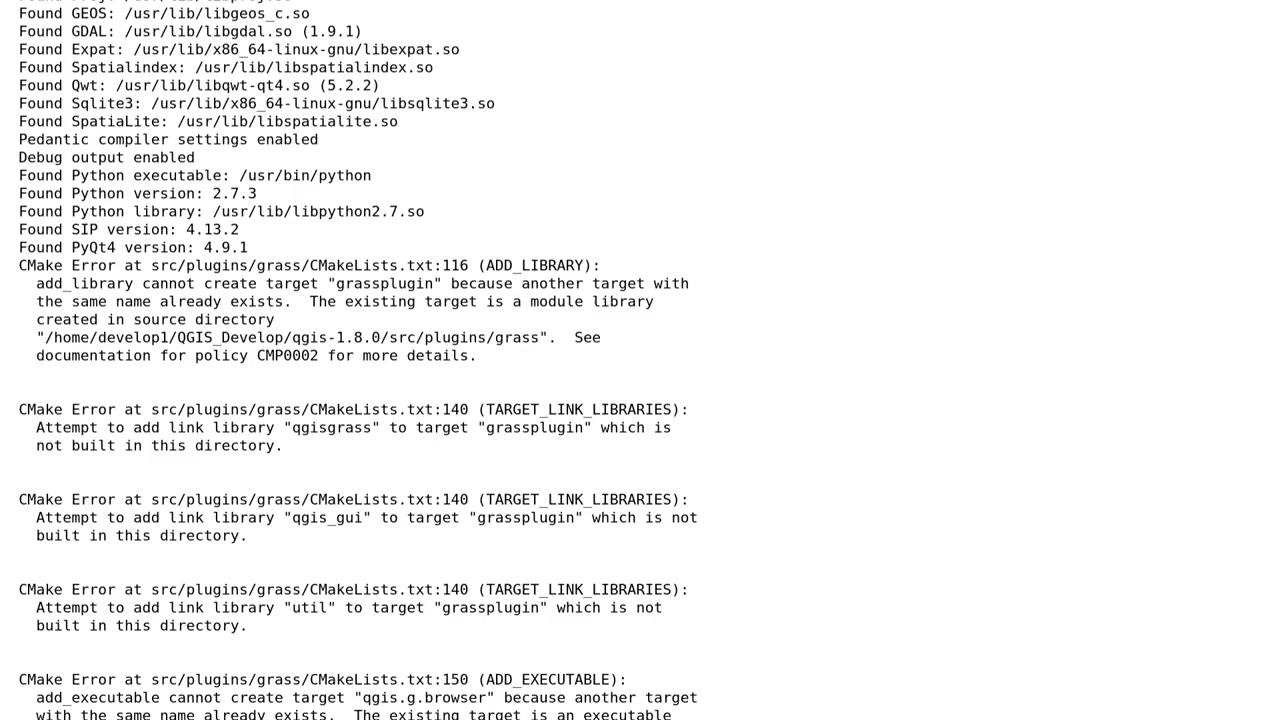 Found GEOS: /usr/lib/libgeos_c.so
Found GDAL: /usr/lib/libgdal.so (1.9.1)
Found Expat: /usr/lib/x86_64-linux-gnu/libexpat.so
Found Spatialindex: /usr/lib/libspatialindex.so
Found Qwt: /usr/lib/libqwt-qt4.so (5.2.2)
Found Sqlite3: /usr/lib/x86_64-linux-gnu/libsqlite3.so
Found SpatiaLite: /usr/lib/libspatialite.so
Pedantic compiler settings enabled
Debug output enabled
Found Python executable: /usr/bin/python
Found Python version: 2.7.3
Found Python library: /usr/lib/libpython2.7.so
Found SIP version: 4.13.2
Found PyQt4 version: 4.9.1
CMake Error at src/plugins/grass/CMakeLists.txt:116 (ADD_LIBRARY):
add_library cannot create target "grassplugin" because another target with
the same name already exists.  The existing target is a module library
created in source directory
"/home/develop1/QGIS_Develop/qgis-1.8.0/src/plugins/grass".  See
documentation for policy CMP0002 for more details.
CMake Error at src/plugins/grass/CMakeLists.txt:140 (TARGET_LINK_LIBRARIES):
Attempt to add link library "qgisgrass" to target "grassplugin" which is
not built in this directory.
CMake Error at src/plugins/grass/CMakeLists.txt:140 (TARGET_LINK_LIBRARIES):
Attempt to add link library "qgis_gui" to target "grassplugin" which is not
built in this directory.
CMake Error at src/plugins/grass/CMakeLists.txt:140 (TARGET_LINK_LIBRARIES):
Attempt to add link library "util" to target "grassplugin" which is not
built in this directory.
CMake Error at src/plugins/grass/CMakeLists.txt:150 (ADD_EXECUTABLE):
add_executable cannot create target "qgis.g.browser" because another target
with the same name already exists.  The existing target is an executable